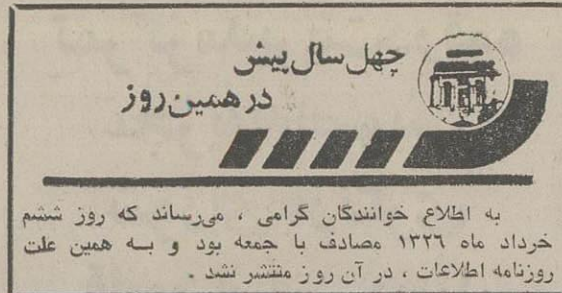 چهل سال پیش
در همین روز
به اطلاع خوانندگان گرامی ، می‌رساند که روز ششم
خرداد ماه ۱۳۲۶ مصادف با جمعه بود و بـه همین علت
روزنامه اطلاعات ، در آن روز منتشر نشد .